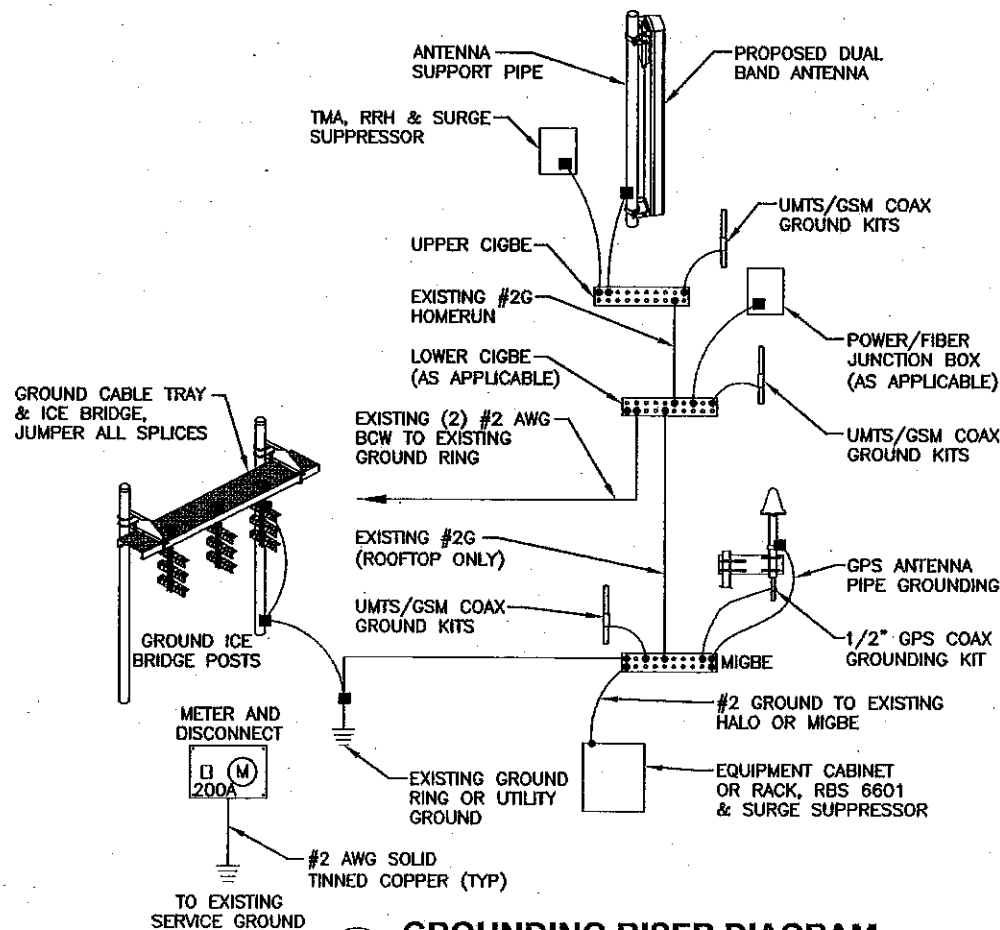 ANTENNA
SUPPORT PIPE
PROPOSED DUAL
BAND ANTENNA
TMA, RRH & SURGE
SUPPRESSOR
UMTS/GSM COAX
GROUND KITS
UPPER CIGBE
EXISTING #2G
HOMERUN
POWER/FIBER
JUNCTION BOX
(AS APPLICABLE)
LOWER CIGBE
(AS APPLICABLE)
GROUND CABLE TRAY
& ICE BRIDGE,
JUMPER ALL SPLICES
EXISTING (2) #2 AWG
BCW TO EXISTING
GROUND RING
UMTS/GSM COAX
GROUND KITS
EXISTING #2G
(ROOFTOP ONLY)
GPS ANTENNA
PIPE GROUNDING
UMTS/GSM COAX
GROUND KITS
1/2" GPS COAX
GROUNDING KIT
GROUND ICE
BRIDGE POSTS
MIGBE
#2 GROUND TO EXISTING
HALO OR MIGBE
METER AND
DISCONNECT
M
200A
EXISTING GROUND
RING OR UTILITY
GROUND
EQUIPMENT CABINET
OR RACK, RBS 6601
& SURGE SUPPRESSOR
#2 AWG SOLID
TINNED COPPER (TYP)
TO EXISTING
SERVICE GROUND
GROUNDING RISER DIAGRAM